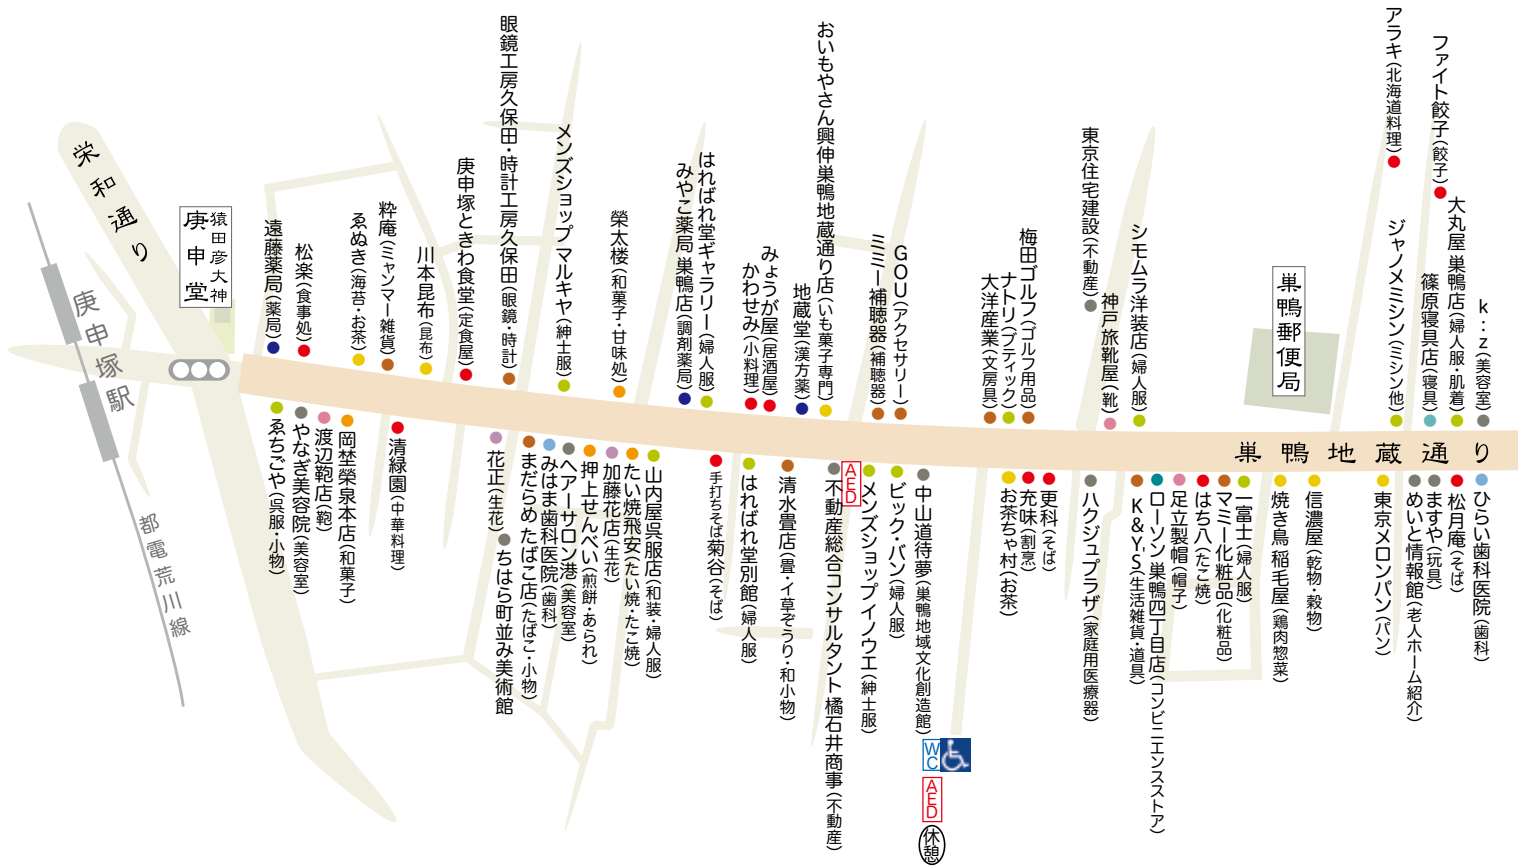 栄和通り
猿田彦大神
庚申堂
庚申塚駅
都電荒川線
遠藤薬局(薬局)
松楽(食事処)
ゑぬき(海苔・お茶)
粋庵(ミャンマー雑貨)
川本昆布(昆布)
庚申塚ときわ食堂(定食屋)
眼鏡工房久保田・時計工房久保田(眼鏡・時計)
メンズショップ マルキヤ(紳士服)
榮太楼(和菓子・甘味処)
みやこ薬局 巣鴨店(調剤薬局)
はればれ堂ギャラリー(婦人服)
かわせみ(小料理)
みょうが屋(居酒屋)
地蔵堂(漢方薬)
おいもやさん興伸巣鴨地蔵通り店(いも菓子専門)
ミミー補聴器(補聴器)
GOU(アクセサリー)
大洋産業(文房具)
ナトリ(ブティック)
梅田ゴルフ(ゴルフ用品)
東京住宅建設(不動産)
神戸旅靴屋(靴)
シモムラ洋装店(婦人服)
巣鴨郵便局
アラキ(北海道料理)
ジャノメミシン(ミシン他)
ファイト餃子(餃子)
篠原寝具店(寝具)
大丸屋 巣鴨店(婦人服・肌着)
k:z(美容室)
巣鴨地蔵通り
ゑちごや(呉服・小物)
やなぎ美容院(美容室)
渡辺鞄店(鞄)
岡埜榮泉本店(和菓子)
清緑園(中華料理)
花正(生花)
ちはら町並み美術館
まだらめ たばこ店(たばこ・小物)
みはま歯科医院(歯科)
ヘアーサロン港(美容室)
押上せんべい(煎餅・あられ)
加藤花店(生花)
たい焼飛安(たい焼・たこ焼)
山内屋呉服店(和装・婦人服)
手打ちそば菊谷(そば)
はればれ堂別館(婦人服)
清水畳店(畳・イ草ぞうり・和小物)
不動産総合コンサルタント 橘石井商事(不動産)
AED
メンズショップ イノウエ(紳士服)
ビック・バン(婦人服)
中山道待夢(巣鴨地域文化創造館)
WC
AED
休憩
お茶ちゃ村(お茶)
充味(割烹)
更科(そば)
ハクジュプラザ(家庭用医療器)
K&Y'S(生活雑貨・道具)
ローソン 巣鴨四丁目店(コンビニエンスストア)
足立製帽(帽子)
はち八(たこ焼)
マミー化粧品(化粧品)
一富士(婦人服)
焼き鳥 稲毛屋(鶏肉惣菜)
信濃屋(乾物・穀物)
東京メロンパン(パン)
めいと情報館(老人ホーム紹介)
ますや(玩具)
松月庵(そば)
ひらい歯科医院(歯科)